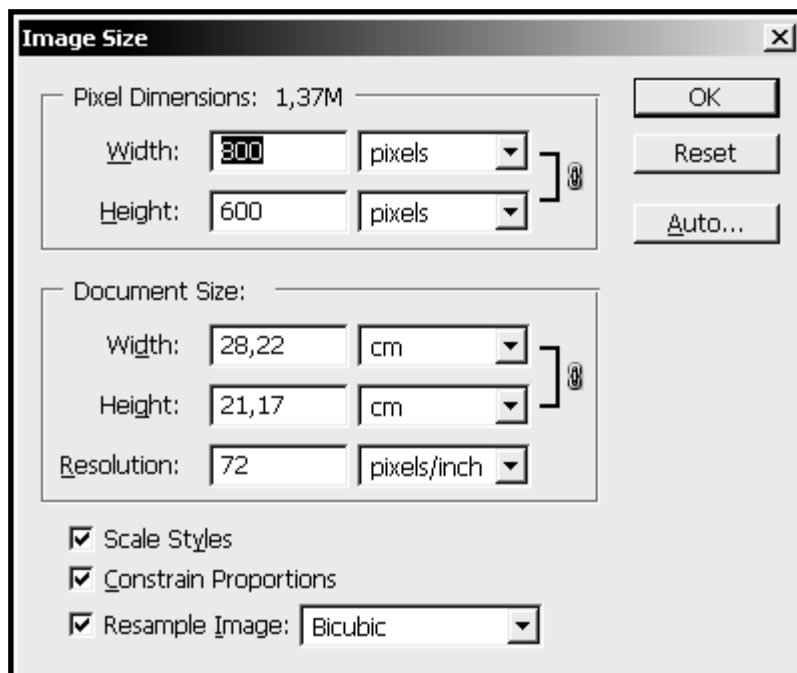 Image Size
Pixel Dimensions: 1,37M
OK
Width: 800 pixels
Reset
Height: 600 pixels
Auto...
Document Size:
Width: 28,22 cm
Height: 21,17 cm
Resolution: 72 pixels/inch
Scale Styles
Constrain Proportions
Resample Image: Bicubic